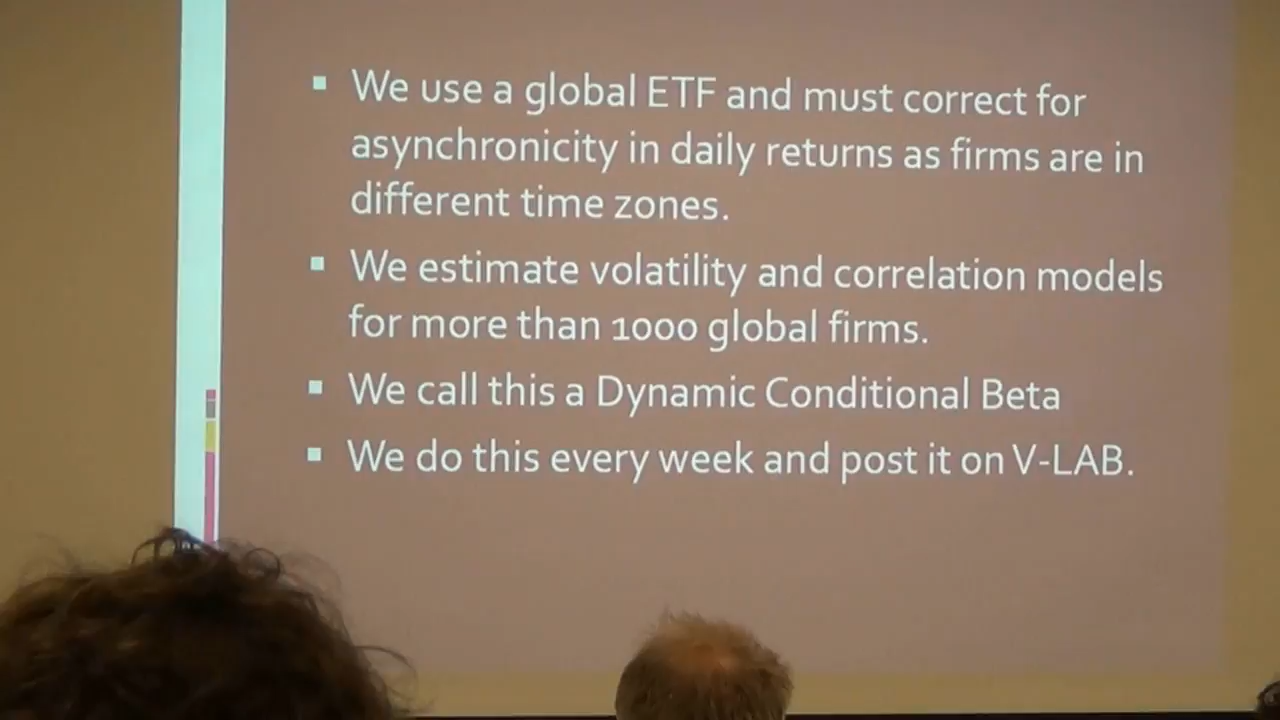 ▪ We use a global ETF and must correct for
asynchronicity in daily returns as firms are in
different time zones.
▪ We estimate volatility and correlation models
for more than 1000 global firms.
▪ We call this a Dynamic Conditional Beta
▪ We do this every week and post it on V-LAB.